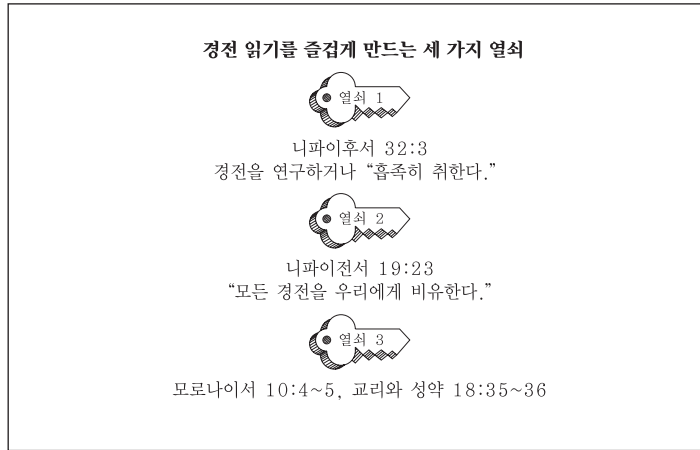 경전 읽기를 즐겁게 만드는 세 가지 열쇠
열쇠 1
니파이후서 32:3
경전을 연구하거나 “흡족히 취한다.”
열쇠 2
니파이전서 19:23
“모든 경전을 우리에게 비유한다.”
열쇠 3
모로나이서 10:4~5, 교리와 성약 18:35~36